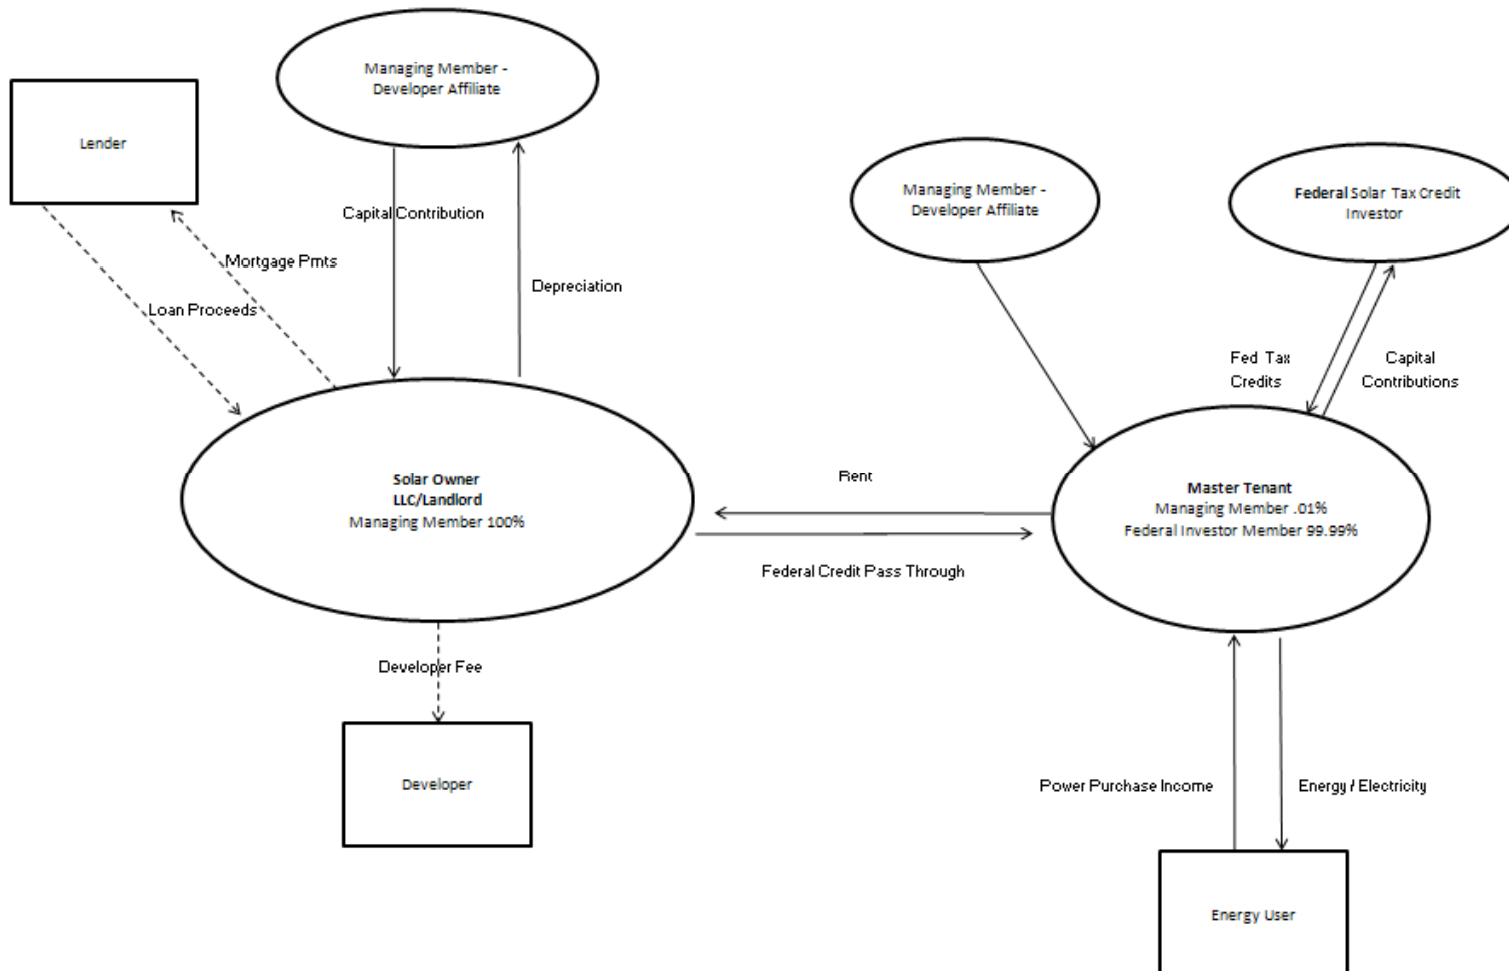 Managing Member -
Developer Affiliate
Lender
Managing Member -
Developer Affiliate
Federal Solar Tax Credit
Investor
Capital Contribution
Mortgage Pmts
Depreciation
Loan Proceeds
Fed Tax
Credits
Capital
Contributions
Solar Owner
LLC/Landlord
Managing Member 100%
Rent
Master Tenant
Managing Member .01%
Federal Investor Member 99.99%
Federal Credit Pass Through
Developer Fee
Developer
Power Purchase Income
Energy / Electricity
Energy User